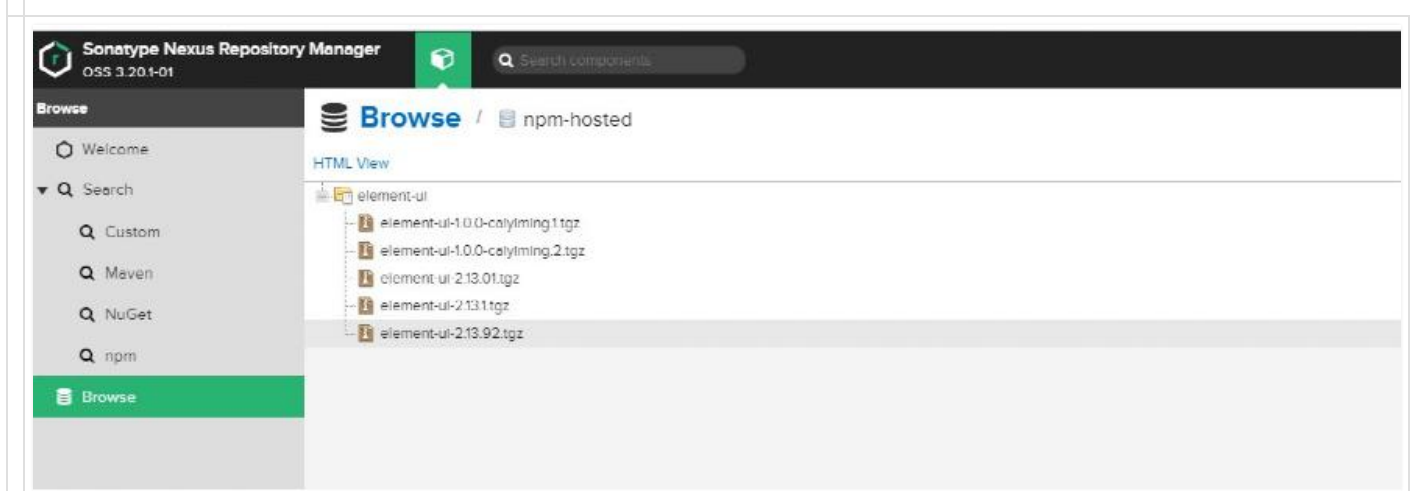 Sonatype Nexus Repository Manager
OSS 3.20.1-01
Search components
Browse
Browse / npm-hosted
Welcome
HTML View
Search
element-ui
Custom
element-ui-1.0.0-calyiming.1.tgz
element-ui-1.0.0-calyiming.2.tgz
Maven
element-ui-2.13.01.tgz
NuGet
element-ui-2.13.1.tgz
element-ui-2.13.92.tgz
npm
Browse